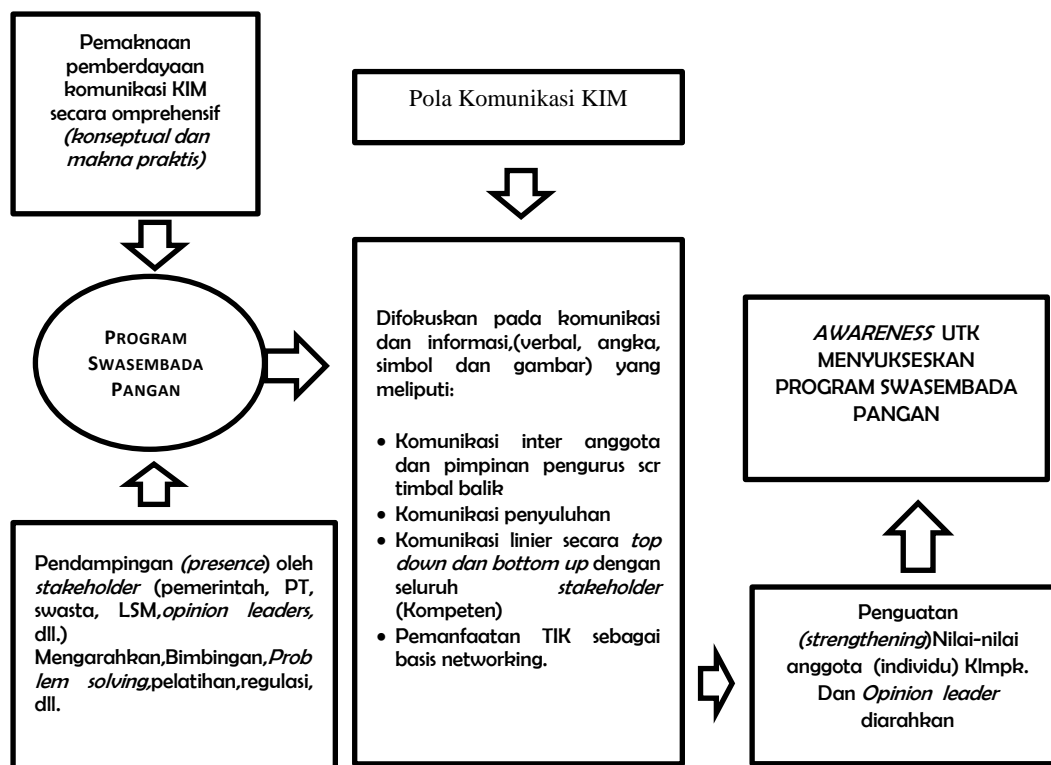 Pemaknaan
pemberdayaan
komunikasi KIM
secara omprehensif
(konseptual dan
makna praktis)
Pola Komunikasi KIM
PROGRAM
SWASEMBADA
PANGAN
Difokuskan pada komunikasi
dan informasi,(verbal, angka,
simbol dan gambar) yang
meliputi:
• Komunikasi inter anggota
dan pimpinan pengurus scr
timbal balik
• Komunikasi penyuluhan
• Komunikasi linier secara top
down dan bottom up dengan
seluruh stakeholder
(Kompeten)
• Pemanfaatan TIK sebagai
basis networking.
AWARENESS UTK
MENYUKSESKAN
PROGRAM SWASEMBADA
PANGAN
Pendampingan (presence) oleh
stakeholder (pemerintah, PT,
swasta, LSM,opinion leaders,
dll.)
Mengarahkan,Bimbingan,Prob
lem solving,pelatihan,regulasi,
dll.
Penguatan
(strengthening)Nilai-nilai
anggota (individu) Klmpk.
Dan Opinion leader
diarahkan